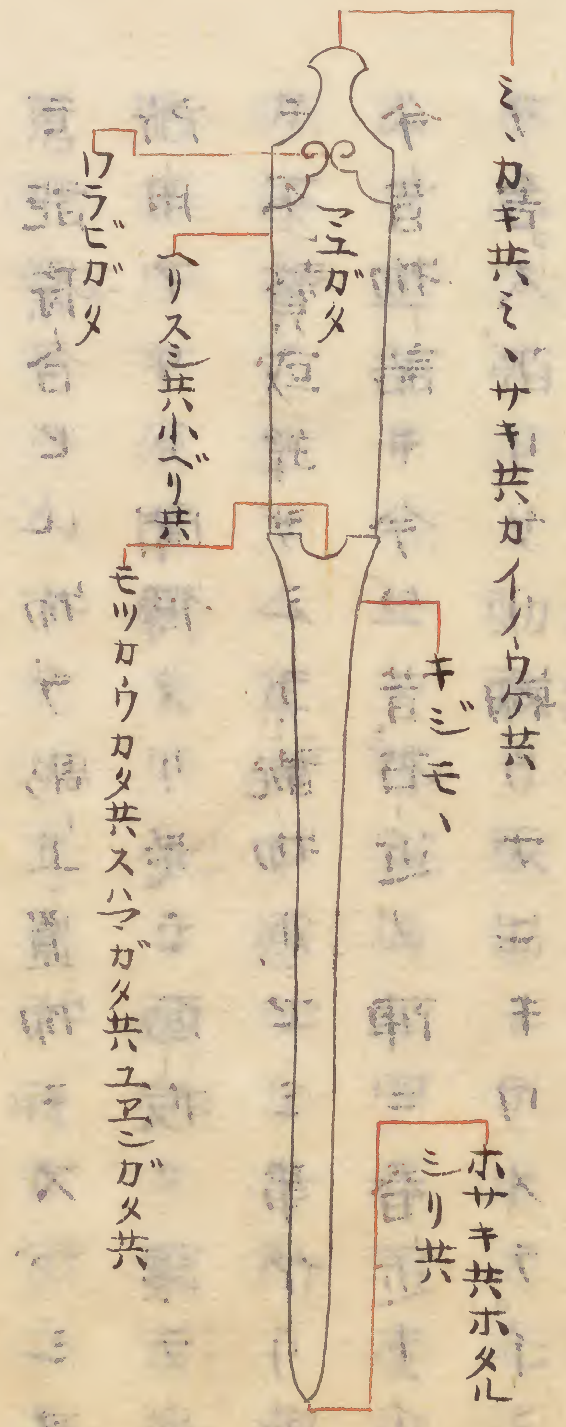 ミヽカキ共ミヽサキ共カイノウケ共
キジモヽ
ホサキ共ホタル
ミリ共
マユガタ
ワラビガタ
ヘリスミ共小ベリ共
モツカウカタ共スハマガタ共ユヱンガタ共